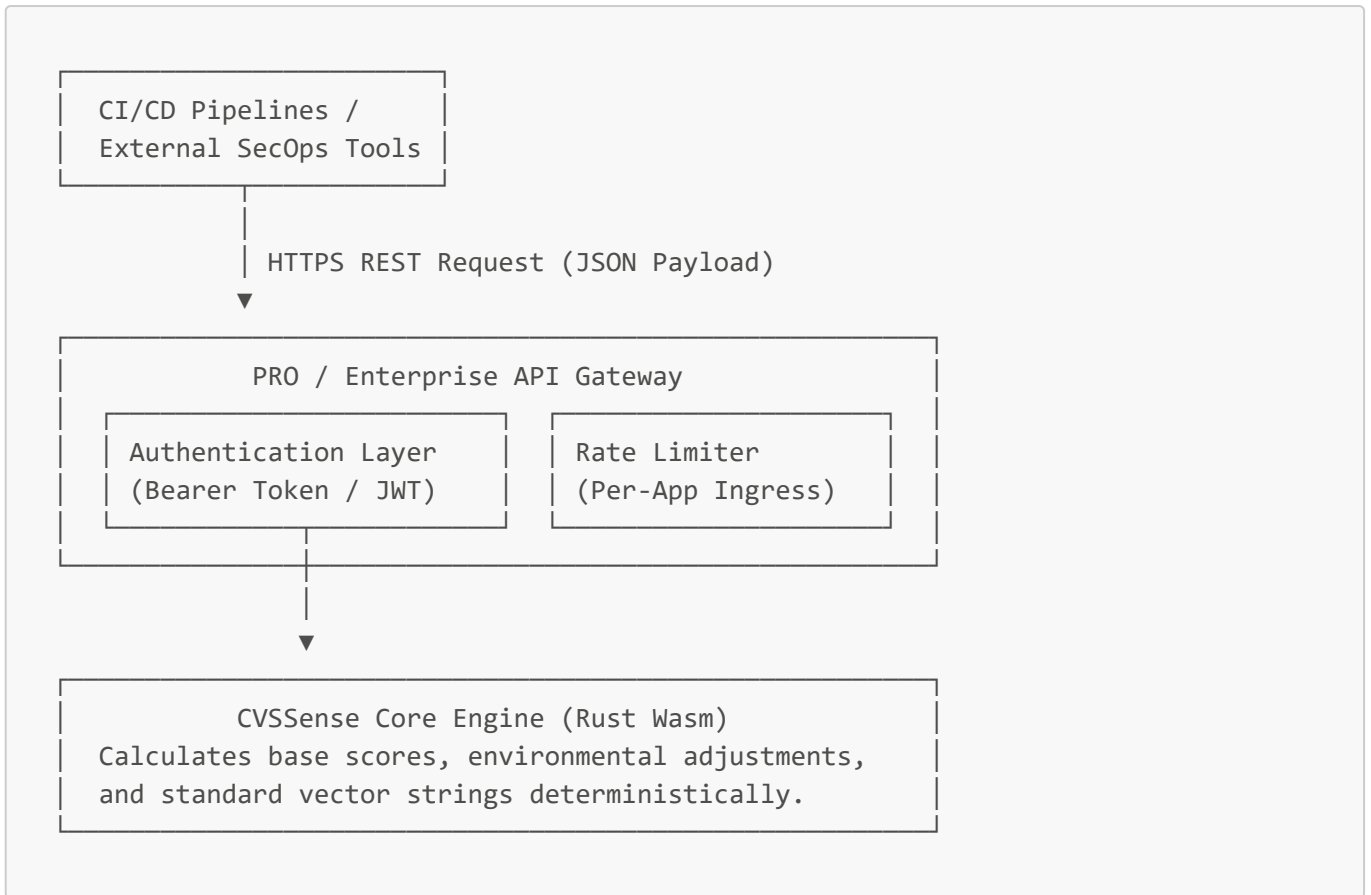 CI/CD Pipelines /
External SecOps Tools
HTTPS REST Request (JSON Payload)
PRO / Enterprise API Gateway
Authentication Layer
(Bearer Token / JWT)
Rate Limiter
(Per-App Ingress)
CVSSense Core Engine (Rust Wasm)
Calculates base scores, environmental adjustments,
and standard vector strings deterministically.